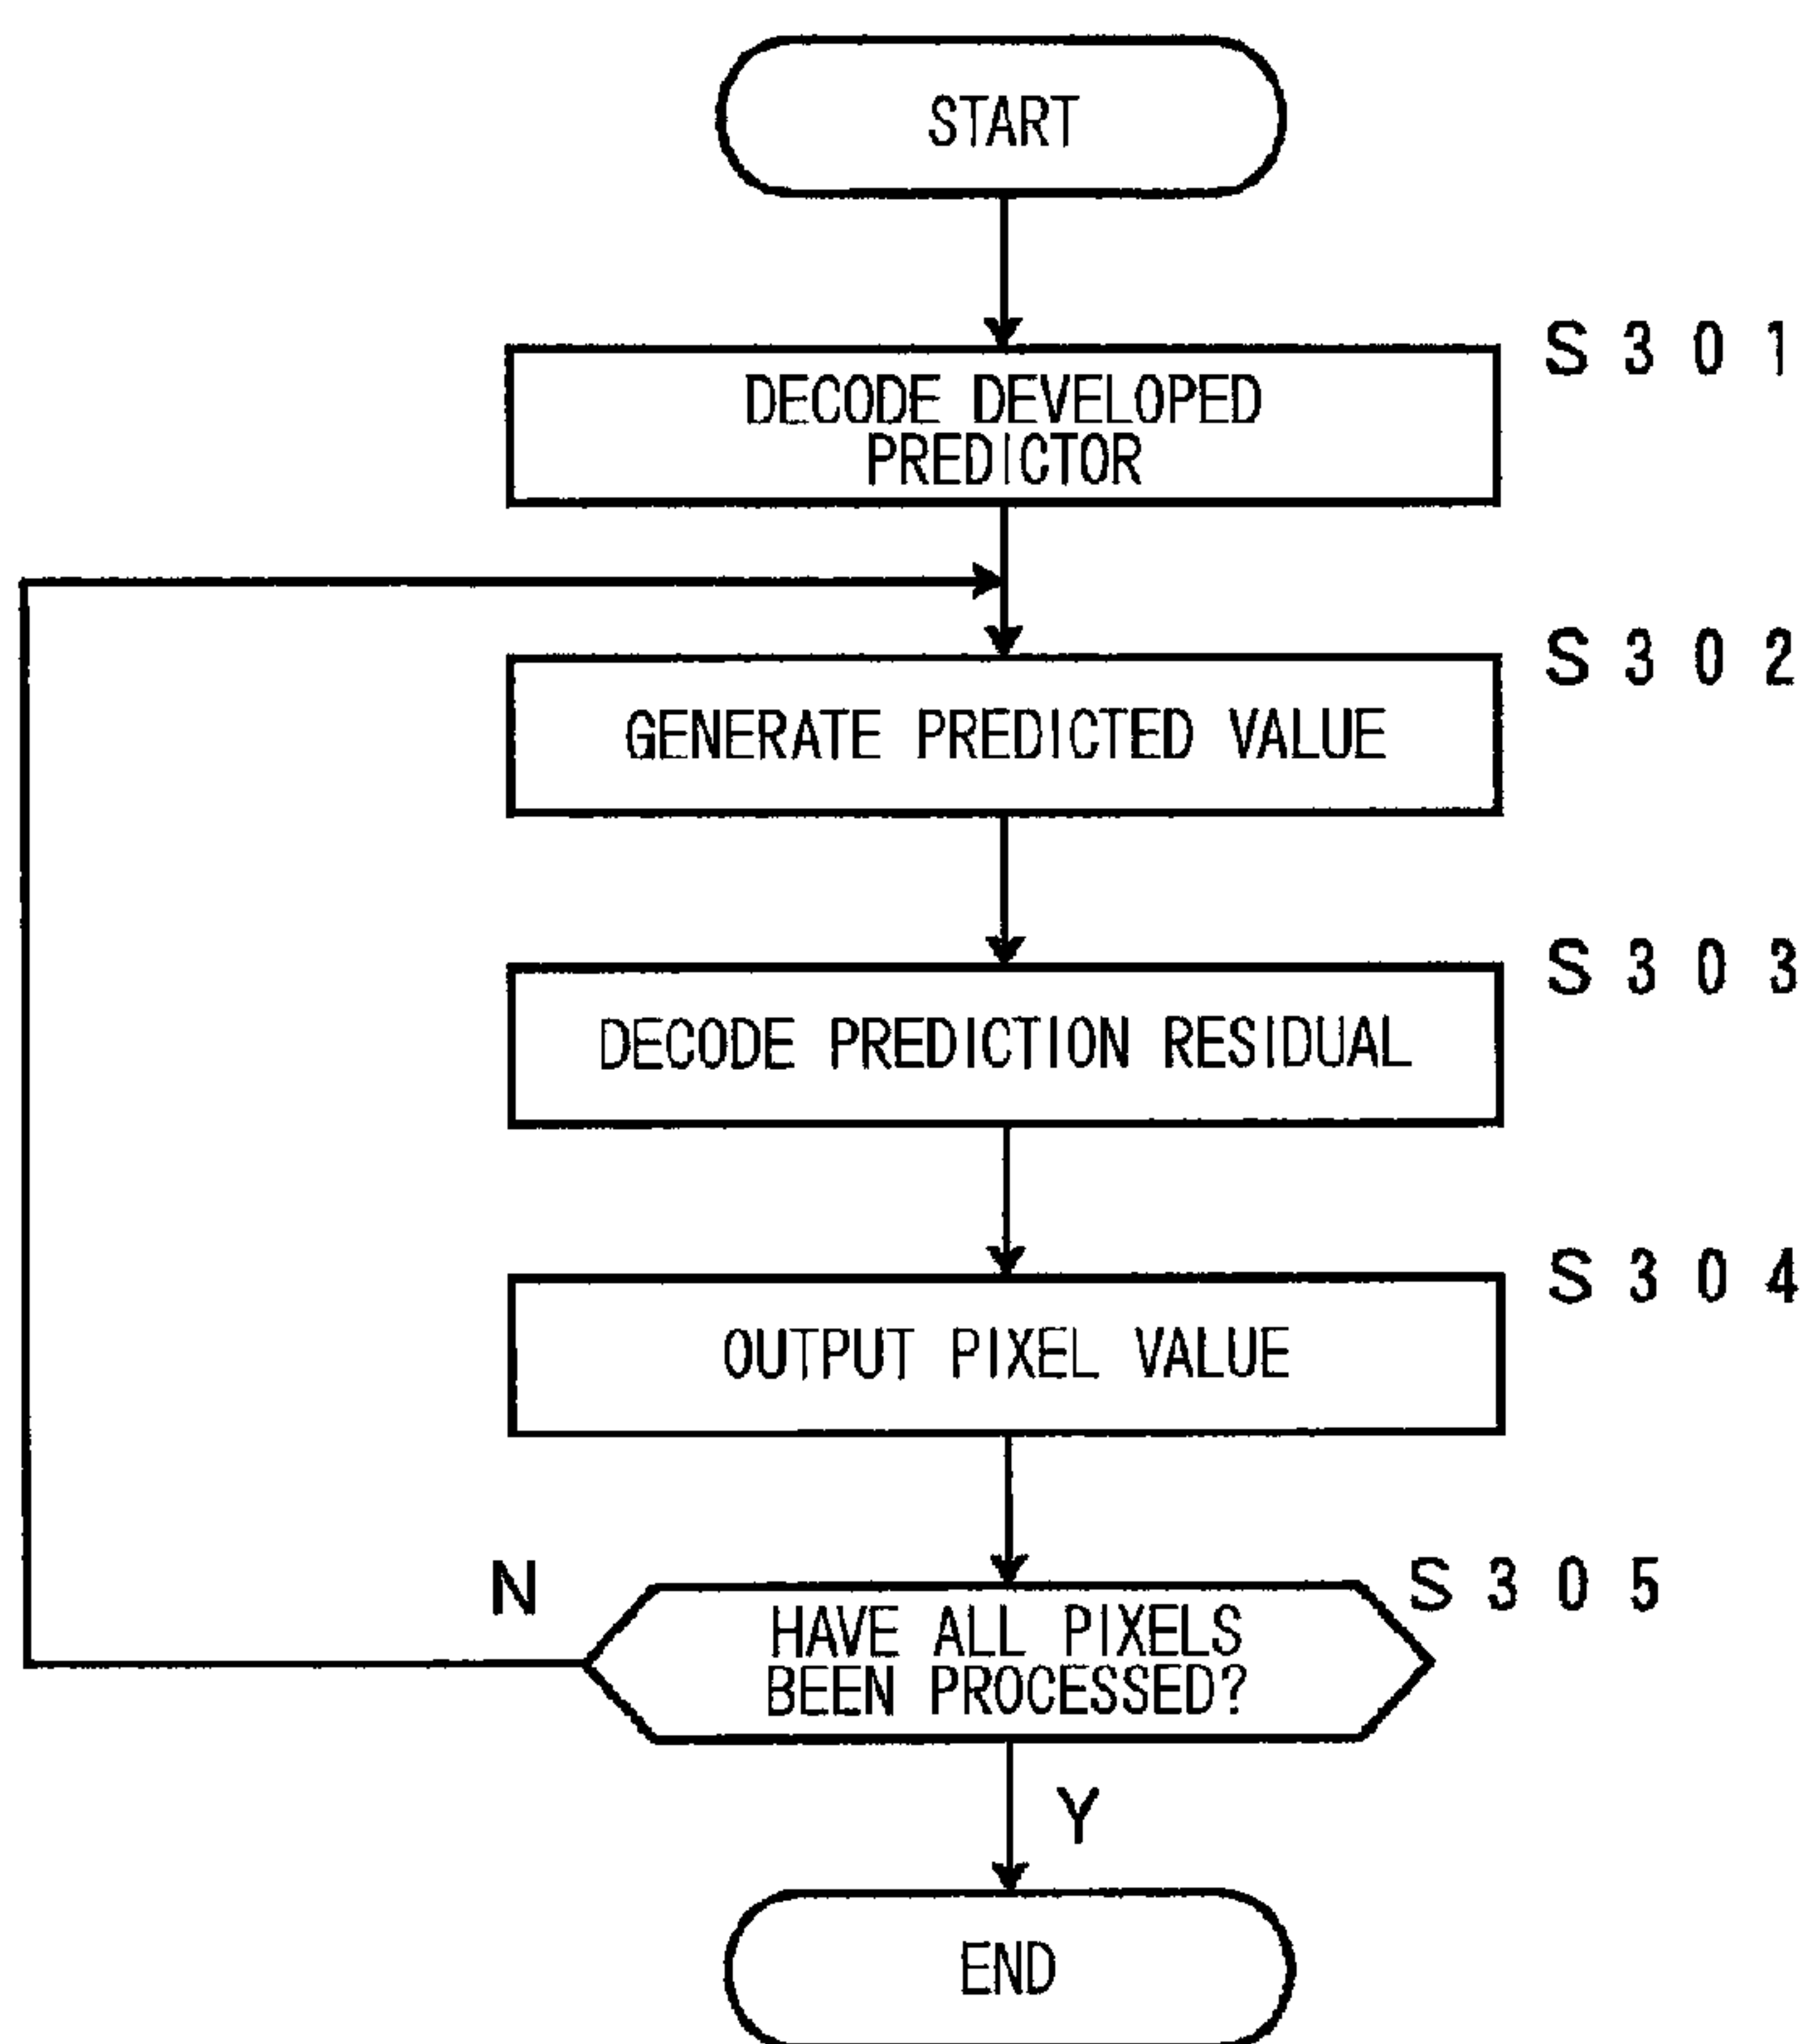 START
S301
DECODE DEVELOPED
PREDICTOR
S302
GENERATE PREDICTED VALUE
S303
DECODE PREDICTION RESIDUAL
S304
OUTPUT PIXEL VALUE
N
S305
HAVE ALL PIXELS
BEEN PROCESSED?
Y
END